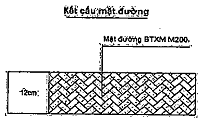 Kết cấu mặt đường
Mặt đường BTXM M200
12cm